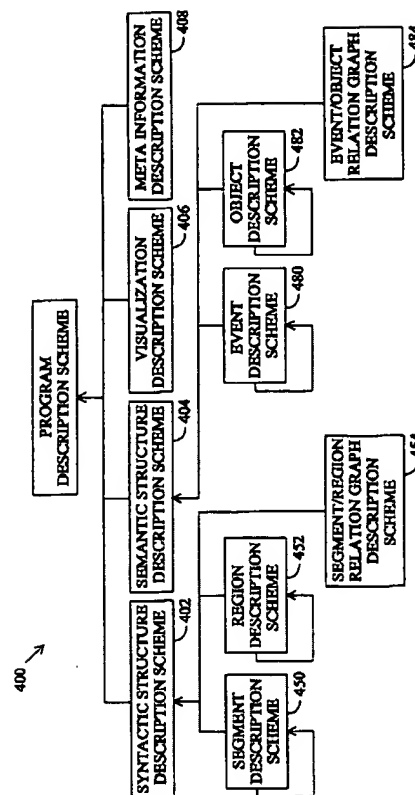 400
PROGRAM
DESCRIPTION SCHEME
SYNTACTIC STRUCTURE
DESCRIPTION SCHEME
402
SEMANTIC STRUCTURE
DESCRIPTION SCHEME
404
VISUALIZATION
DESCRIPTION SCHEME
406
META INFORMATION
DESCRIPTION SCHEME
408
SEGMENT
DESCRIPTION
SCHEME
450
REGION
DESCRIPTION
SCHEME
452
SEGMENT/REGION
RELATION GRAPH
DESCRIPTION
SCHEME
454
EVENT
DESCRIPTION
SCHEME
480
OBJECT
DESCRIPTION
SCHEME
482
EVENT/OBJECT
RELATION GRAPH
DESCRIPTION
SCHEME
484